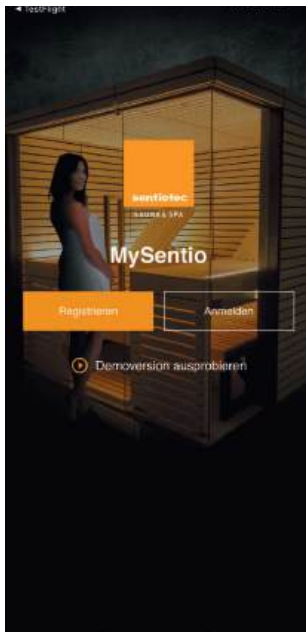 ◀ TestFlight
sentiotec
SAUNA & SPA
MySentio
Registrieren
Anmelden
Demoversion ausprobieren